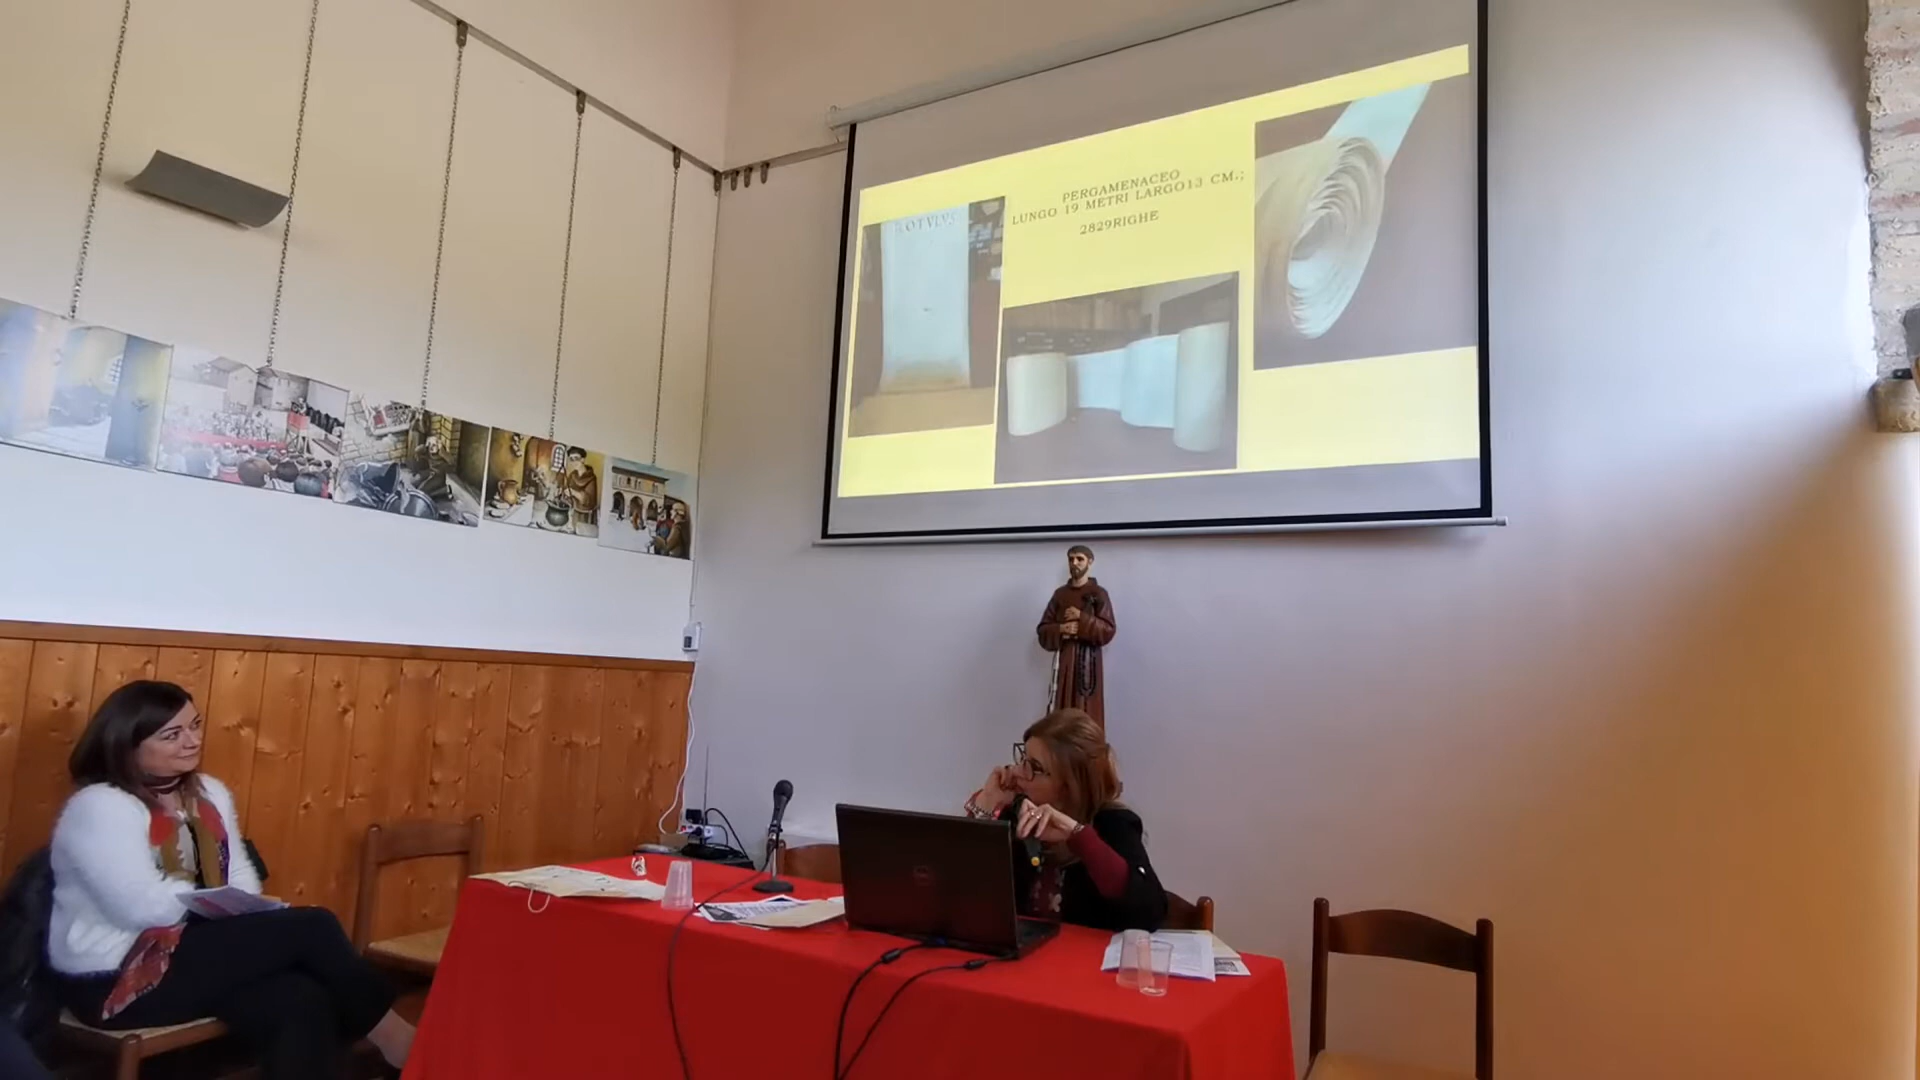 ROTVLVS
PERGAMENACEO
LUNGO 19 METRI LARGO13 CM.;
2829RIGHE